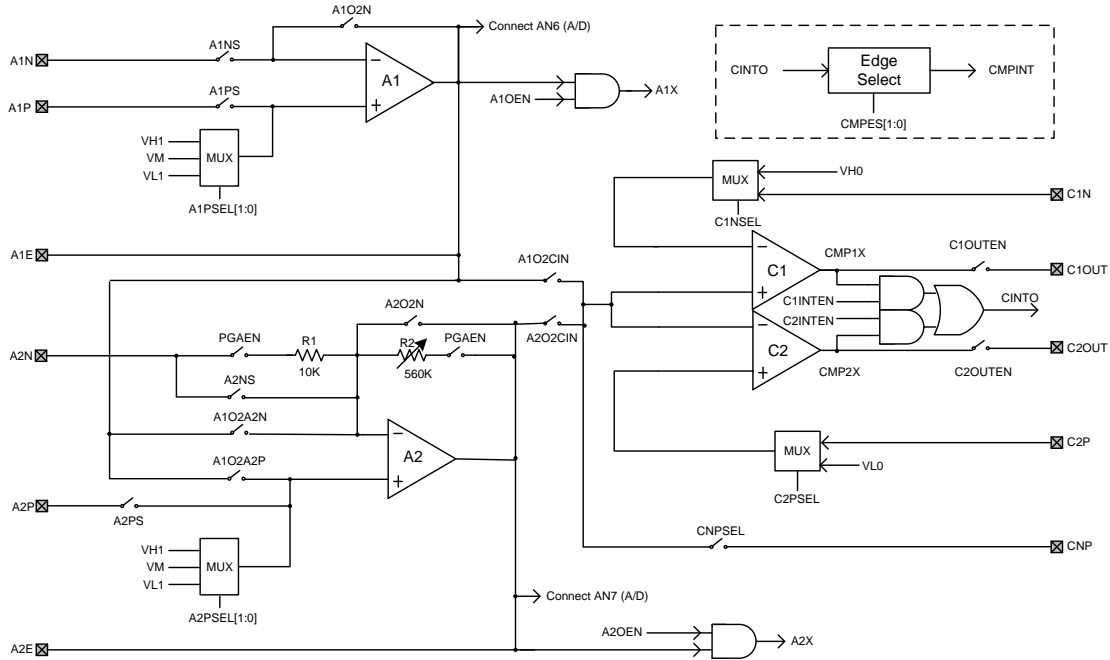 A1O2N
Connect AN6 (A/D)
A1N
A1NS
A1
A1P
A1PS
A1OEN
A1X
VH1
VM
VL1
MUX
A1PSEL[1:0]
CINTO
Edge
Select
CMPINT
CMPES[1:0]
MUX
VH0
C1N
C1NSEL
A1E
A1O2CIN
C1
CMP1X
C1OUTEN
C1OUT
C1INTEN
CINTO
C2INTEN
A2O2N
A2O2CIN
A2N
PGAEN
R1
10K
R2
560K
PGAEN
C2
CMP2X
C2OUTEN
C2OUT
A2NS
A1O2A2N
A2
A1O2A2P
MUX
C2P
VL0
C2PSEL
A2P
A2PS
CNPSEL
CNP
VH1
VM
VL1
MUX
A2PSEL[1:0]
Connect AN7 (A/D)
A2OEN
A2X
A2E